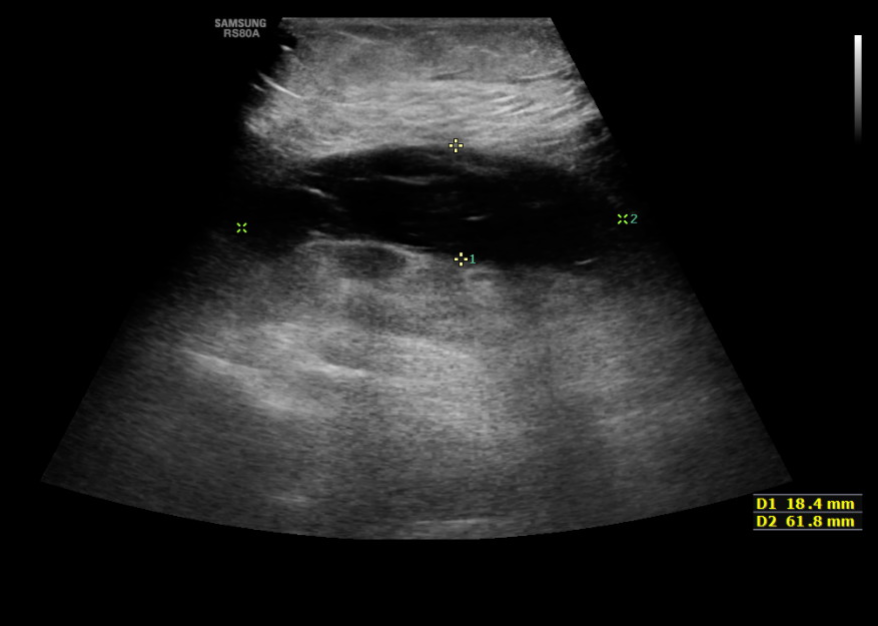 SAMSUNG
RS80A
2
1
D1 18.4 mm
D2 61.8 mm